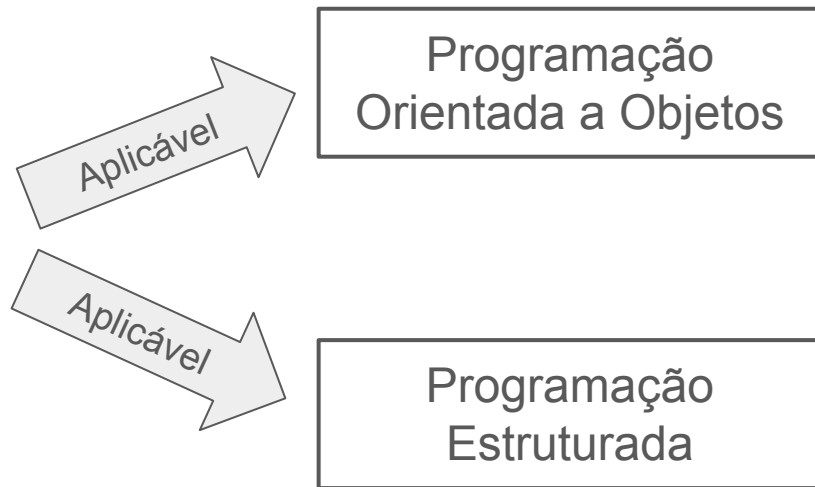 Programação
Orientada a Objetos
Aplicável
Aplicável
Programação
Estruturada